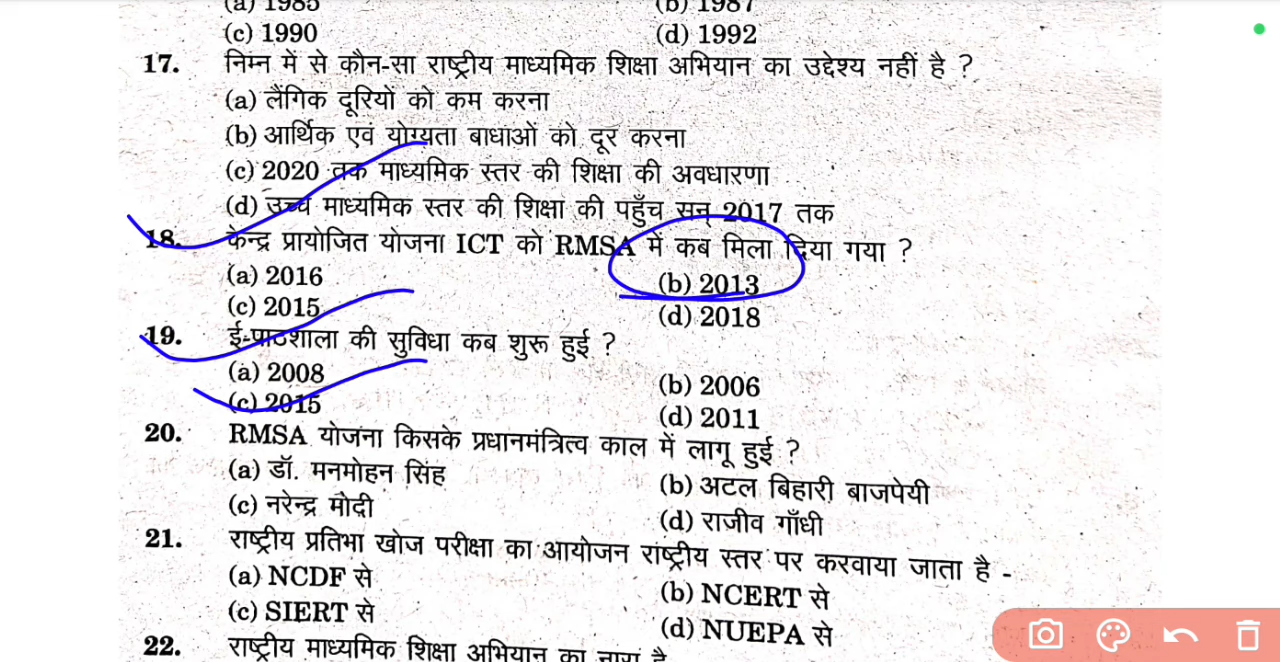 (a) 1985 (b) 1987
(c) 1990 (d) 1992
17. निम्न में से कौन-सा राष्ट्रीय माध्यमिक शिक्षा अभियान का उद्देश्य नहीं है ?
(a) लैंगिक दूरियों को कम करना
(b) आर्थिक एवं योग्यता बाधाओं को दूर करना
(c) 2020 तक माध्यमिक स्तर की शिक्षा की अवधारणा
(d) उच्च माध्यमिक स्तर की शिक्षा की पहुँच सन् 2017 तक
18. केन्द्र प्रायोजित योजना ICT को RMSA में कब मिला दिया गया ?
(a) 2016 (b) 2013
(c) 2015 (d) 2018
19. ई-पाठशाला की सुविधा कब शुरू हुई ?
(a) 2008 (b) 2006
(c) 2015 (d) 2011
20. RMSA योजना किसके प्रधानमंत्रित्व काल में लागू हुई ?
(a) डॉ. मनमोहन सिंह (b) अटल बिहारी बाजपेयी
(c) नरेन्द्र मोदी (d) राजीव गाँधी
21. राष्ट्रीय प्रतिभा खोज परीक्षा का आयोजन राष्ट्रीय स्तर पर करवाया जाता है -
(a) NCDF से (b) NCERT से
(c) SIERT से (d) NUEPA से
22. राष्ट्रीय माध्यमिक शिक्षा अभियान का नारा है